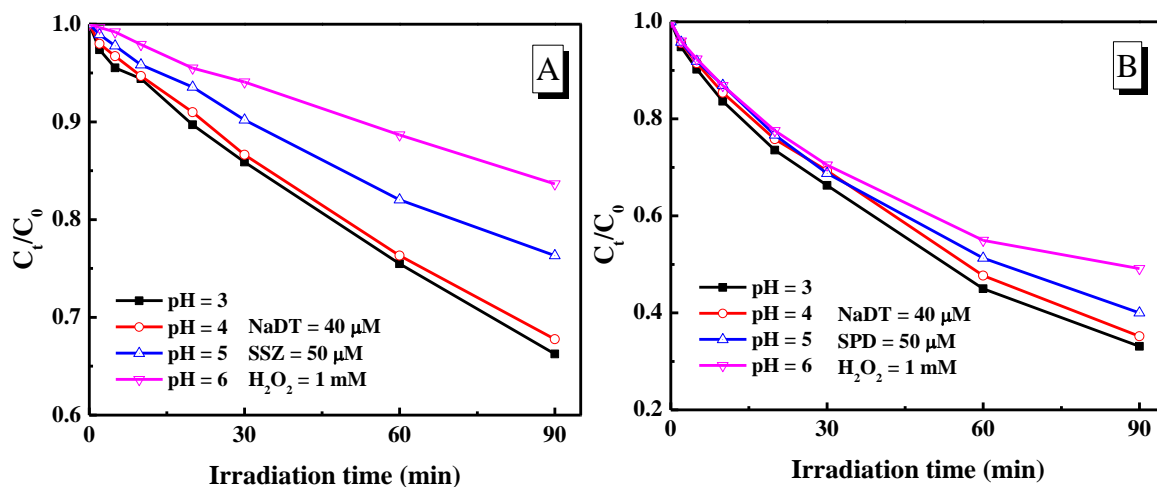 A
1.0
0.9
0.8
0.7
0.6
C_t/C_0
pH = 3
pH = 4 NaDT = 40 μM
pH = 5 SSZ = 50 μM
pH = 6 H₂O₂ = 1 mM
0 30 60 90
Irradiation time (min)
B
1.0
0.8
0.6
0.4
0.2
C_t/C_0
pH = 3
pH = 4 NaDT = 40 μM
pH = 5 SPD = 50 μM
pH = 6 H₂O₂ = 1 mM
0 30 60 90
Irradiation time (min)